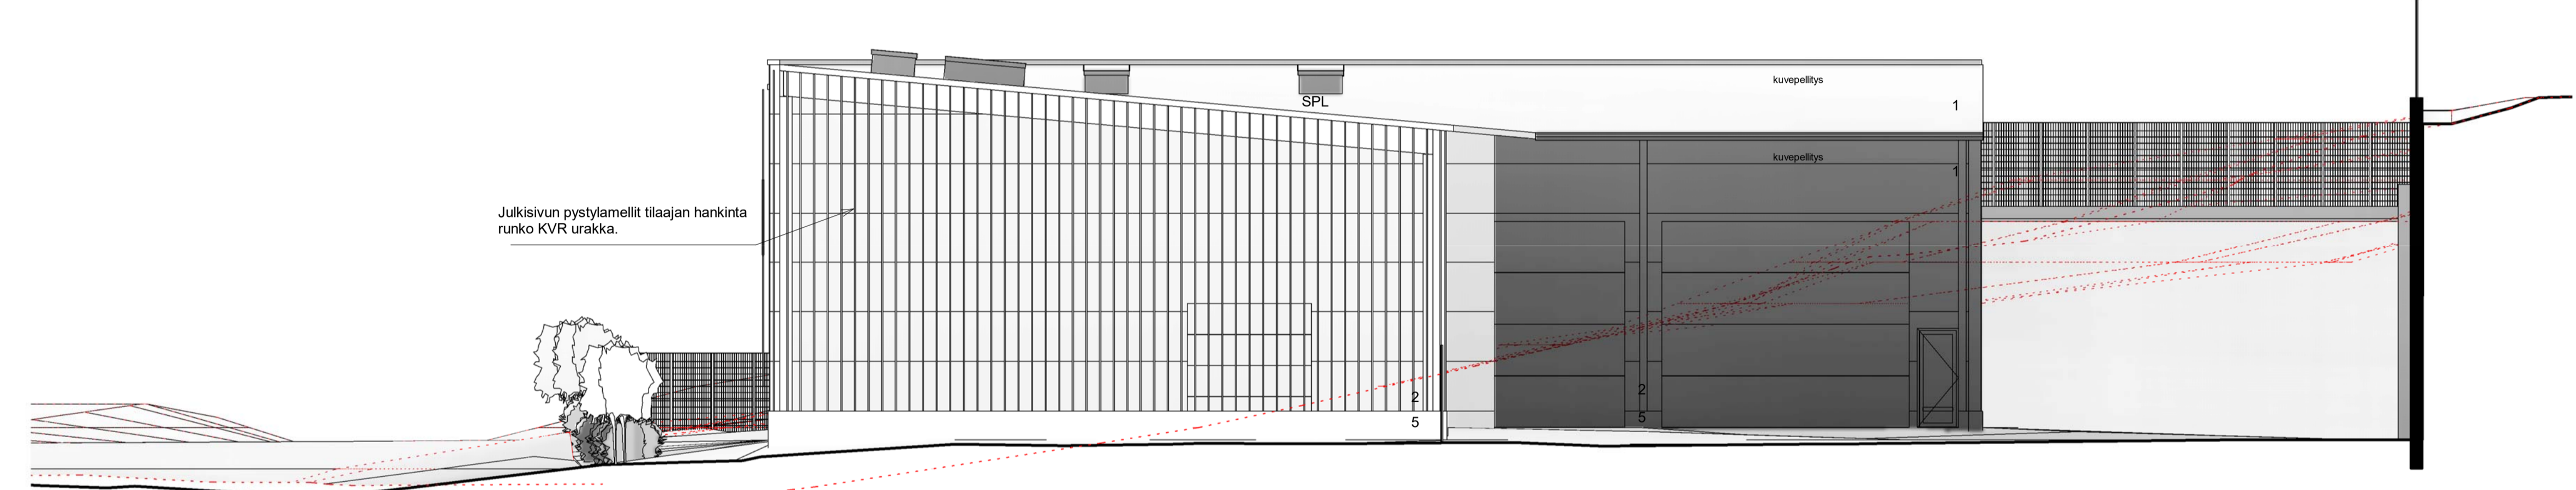 kuvepellitys
SPL
1
kuvepellitys
1
Julkisivun pystylamellit tilaajan hankinta
runko KVR urakka.
2
5
2
5